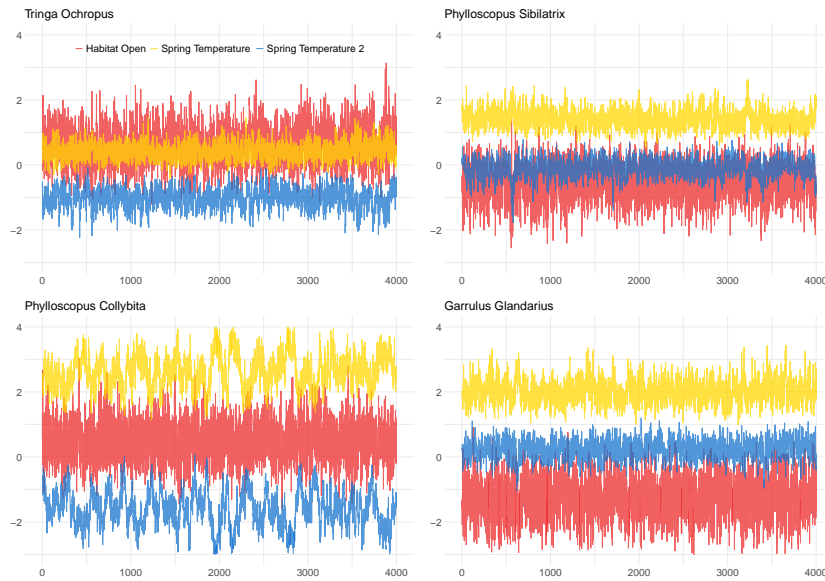 Tringa Ochropus
Phylloscopus Sibilatrix
4
Habitat Open Spring Temperature Spring Temperature 2
2
0
−2
0 1000 2000 3000 4000
4
2
0
−2
0 1000 2000 3000 4000
Phylloscopus Collybita
Garrulus Glandarius
4
2
0
−2
0 1000 2000 3000 4000
4
2
0
−2
0 1000 2000 3000 4000